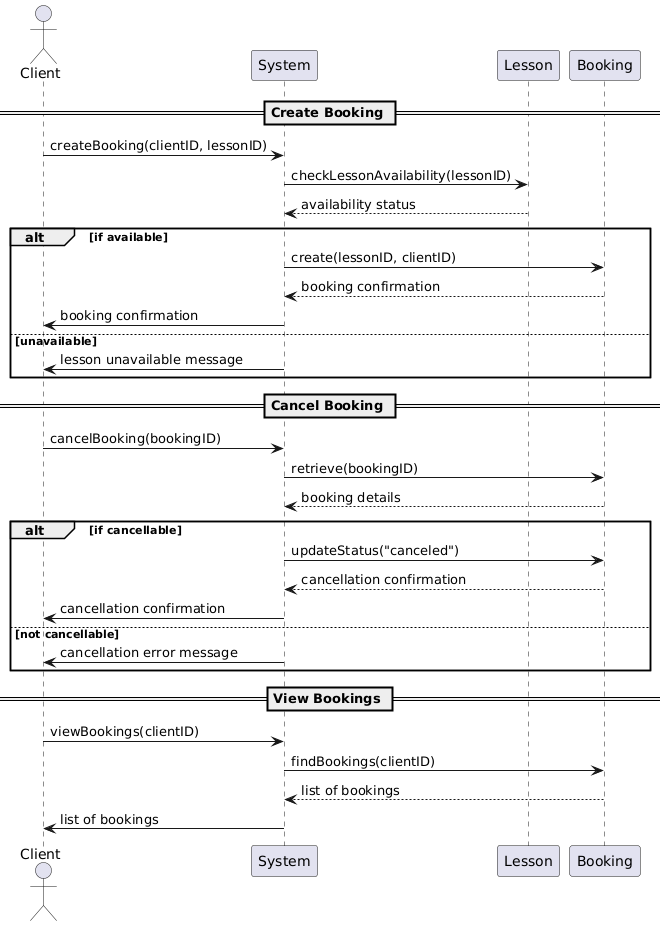 Client
System
Lesson
Booking
Create Booking
createBooking(clientID, lessonID)
checkLessonAvailability(lessonID)
availability status
alt
[if available]
create(lessonID, clientID)
booking confirmation
booking confirmation
[unavailable]
lesson unavailable message
Cancel Booking
cancelBooking(bookingID)
retrieve(bookingID)
booking details
alt
[if cancellable]
updateStatus("canceled")
cancellation confirmation
cancellation confirmation
[not cancellable]
cancellation error message
View Bookings
viewBookings(clientID)
findBookings(clientID)
list of bookings
list of bookings
Client
System
Lesson
Booking